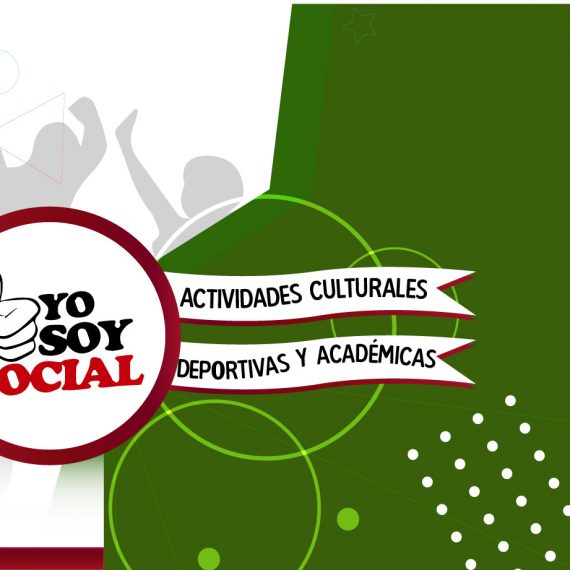 YO
SOY
OCIAL
ACTIVIDADES CULTURALES
DEPORTIVAS Y ACADÉMICAS